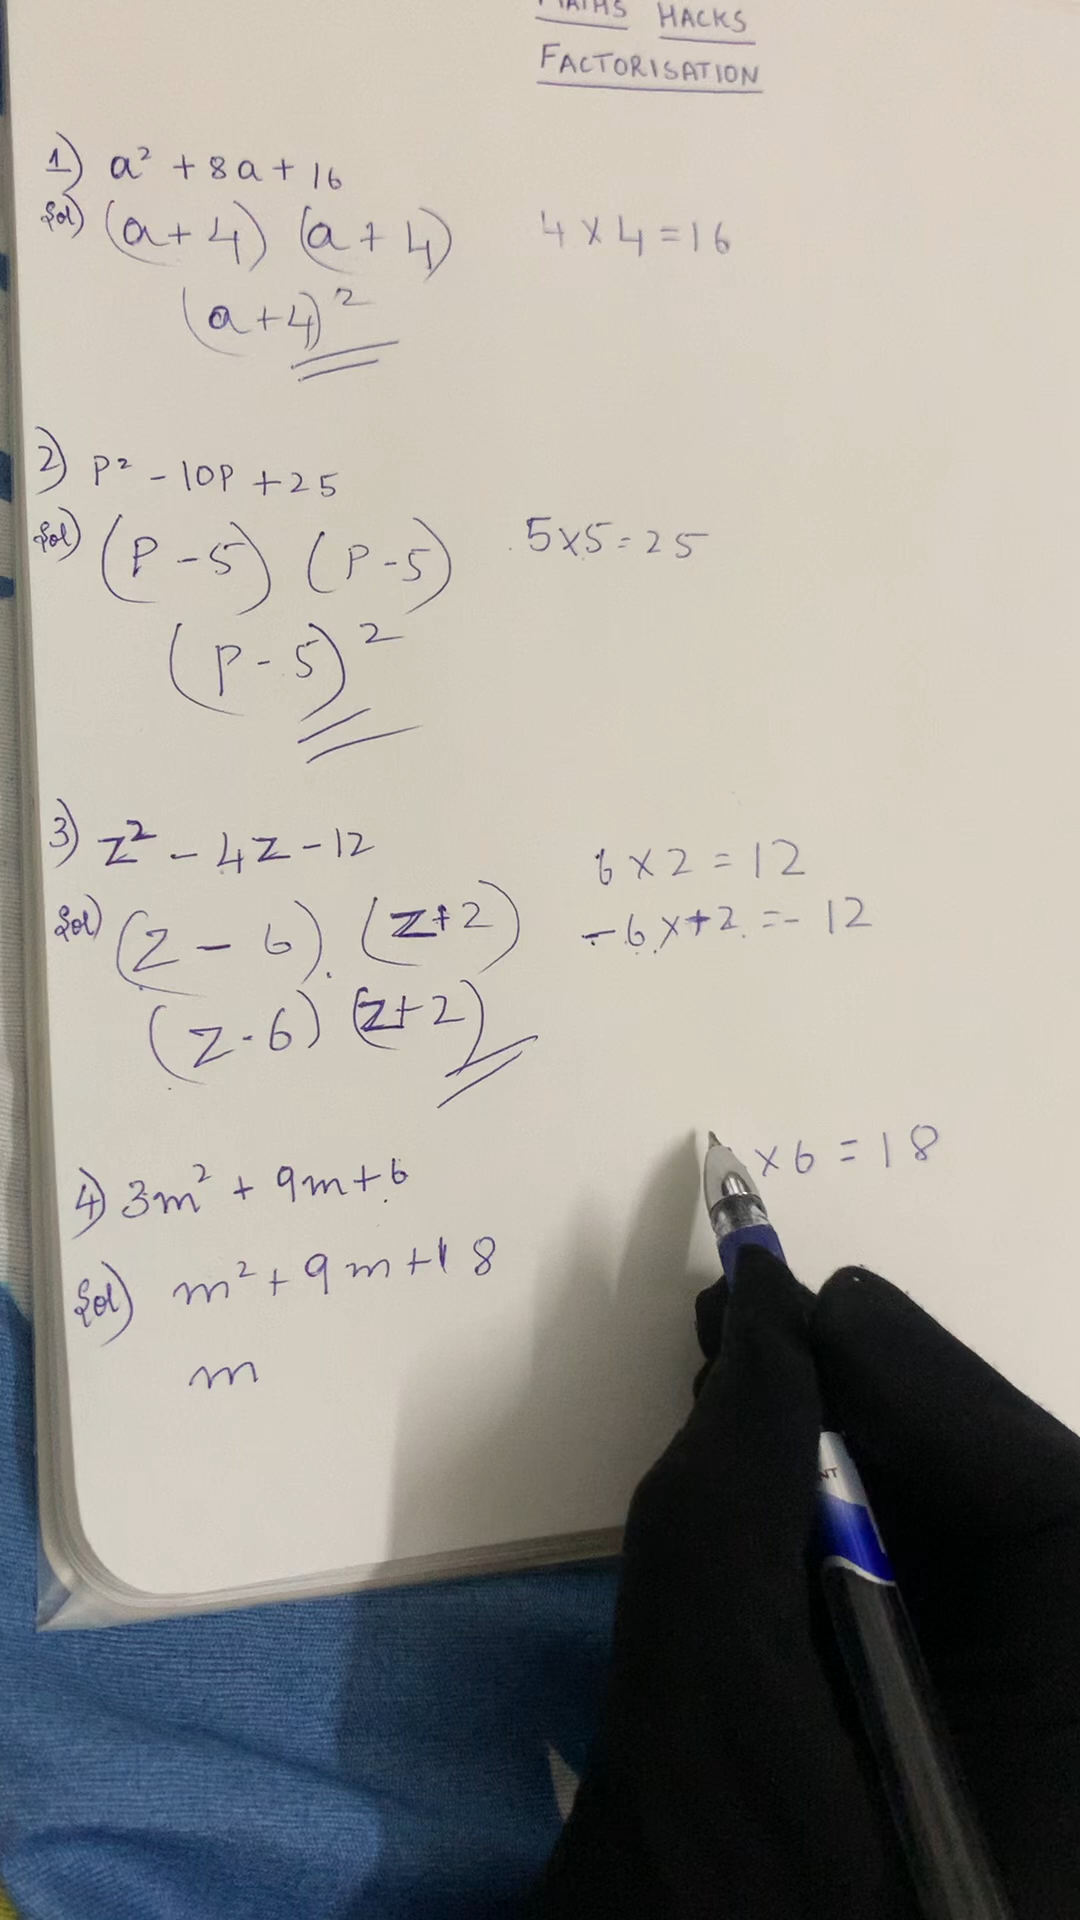 MATHS HACKS
FACTORISATION
1) a² + 8a + 16
Sol) (a+4) (a+4) 4 × 4 = 16
(a+4)²
2) P² - 10P + 25
Sol) (P-5) (P-5) 5×5=25
(P-5)²
3) z² - 4z - 12
6 × 2 = 12
Sol) (z - 6) (z+2) -6×+2 = -12
(z-6) (z+2)
4) 3m² + 9m + 6 × 6 = 18
Sol) m² + 9m + 18
m
NT